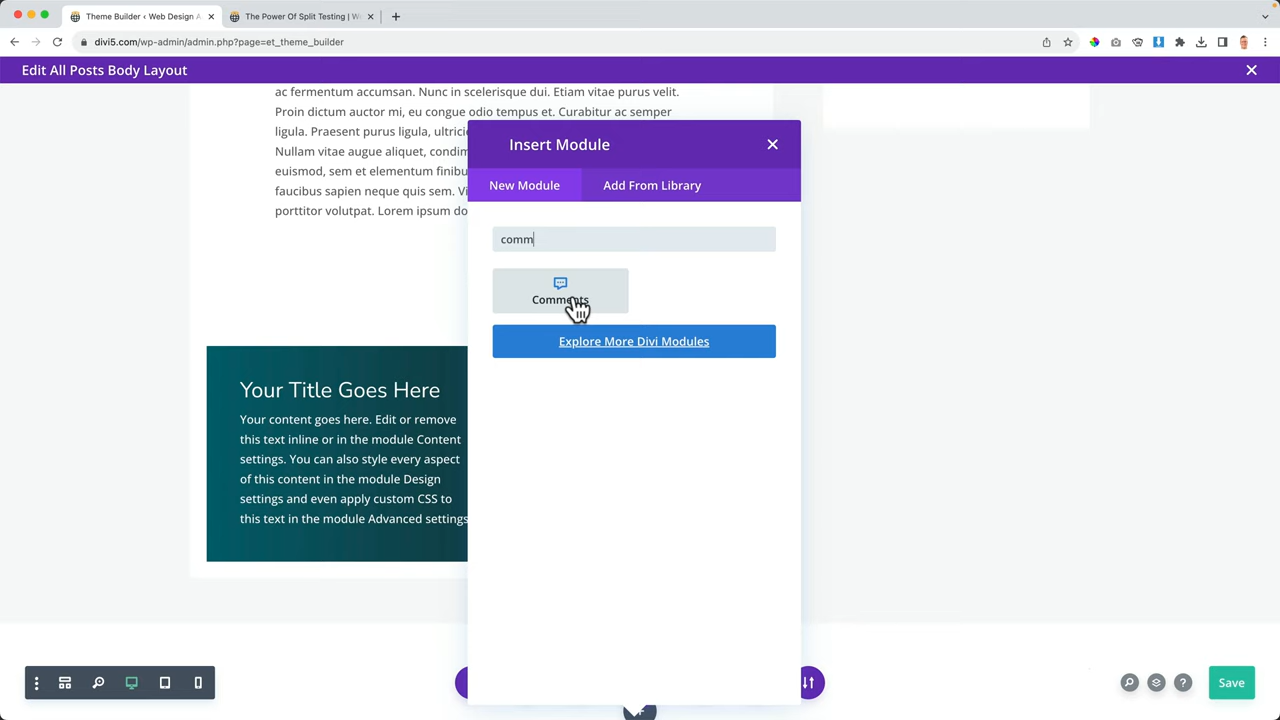 Theme Builder ‹ Web Design A
The Power Of Split Testing | W
divi5.com/wp-admin/admin.php?page=et_theme_builder
Edit All Posts Body Layout
ac fermentum accumsan. Nunc in scelerisque dui. Etiam vitae purus velit.
Proin dictum auctor mi, eu congue odio tempus et. Curabitur ac semper
ligula. Praesent purus ligula, ultrici
Nullam vitae augue aliquet, condim
euismod, sem et elementum finibu
faucibus sapien neque quis sem. Vi
porttitor volutpat. Lorem ipsum do
Insert Module
New Module
Add From Library
comm
Comments
Explore More Divi Modules
Your Title Goes Here
Your content goes here. Edit or remove
this text inline or in the module Content
settings. You can also style every aspect
of this content in the module Design
settings and even apply custom CSS to
this text in the module Advanced settings
Save